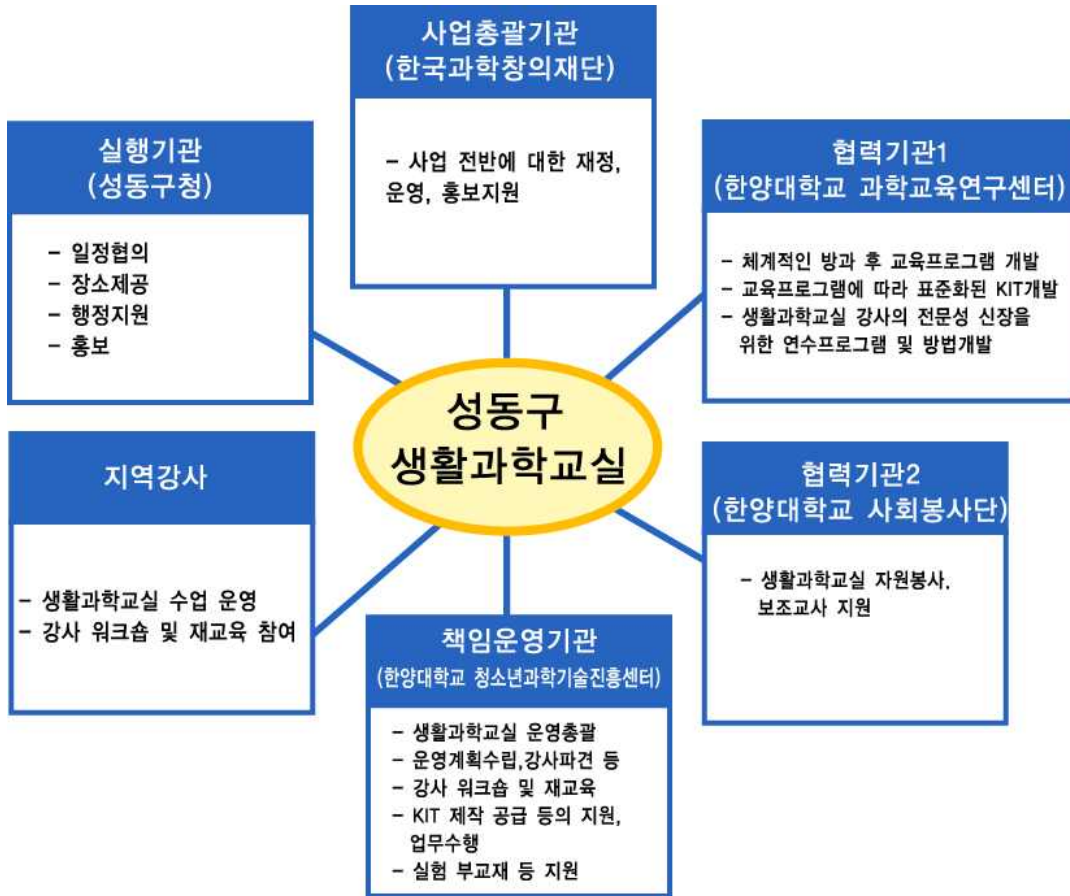 사업총괄기관
(한국과학창의재단)
- 사업 전반에 대한 재정,
운영, 홍보지원
실행기관
(성동구청)
- 일정협의
- 장소제공
- 행정지원
- 홍보
협력기관1
(한양대학교 과학교육연구센터)
- 체계적인 방과 후 교육프로그램 개발
- 교육프로그램에 따라 표준화된 KIT개발
- 생활과학교실 강사의 전문성 신장을
위한 연수프로그램 및 방법개발
성동구
생활과학교실
지역강사
- 생활과학교실 수업 운영
- 강사 워크숍 및 재교육 참여
협력기관2
(한양대학교 사회봉사단)
- 생활과학교실 자원봉사.
보조교사 지원
책임운영기관
(한양대학교 청소년과학기술진흥센터)
- 생활과학교실 운영총괄
- 운영계획수립,강사파견 등
- 강사 워크숍 및 재교육
- KIT 제작 공급 등의 지원,
업무수행
- 실험 부교재 등 지원